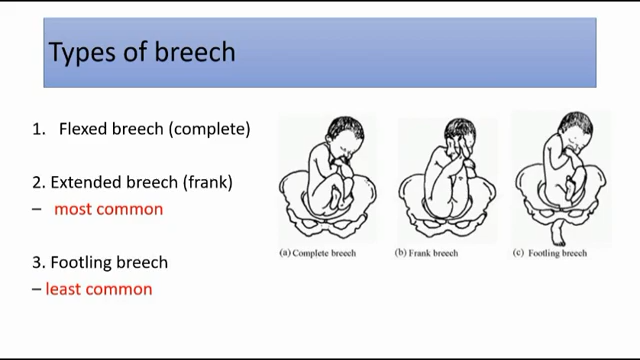 Types of breech
1. Flexed breech (complete)
2. Extended breech (frank)
– most common
3. Footling breech
– least common
(a) Complete breech (b) Frank breech (c) Footling breech